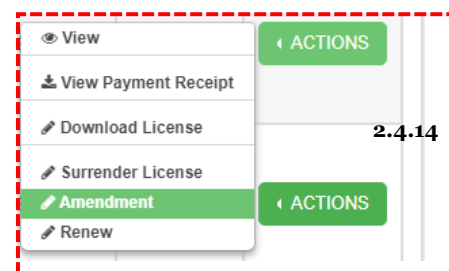 View
ACTIONS
View Payment Receipt
Download License
2.4.14
Surrender License
Amendment
ACTIONS
Renew